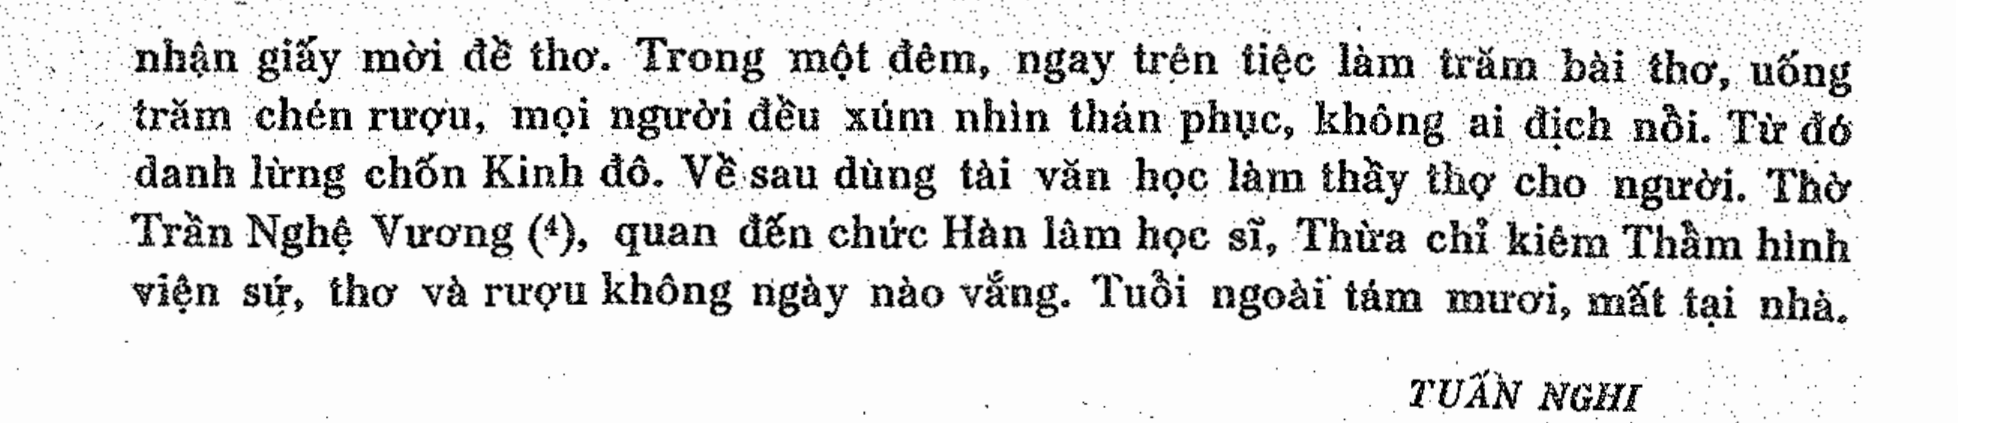 nhận giấy mời đề thơ. Trong một đêm, ngay trên tiệc làm trăm bài thơ, uống
trăm chén rượu, mọi người đều xúm nhìn thán phục, không ai địch nổi. Từ đó
danh lừng chốn Kinh đô. Về sau dùng tài văn học làm thầy thợ cho người. Thờ
Trần Nghệ Vương (4), quan đến chức Hàn lâm học sĩ, Thừa chỉ kiêm Thẩm hình
viện sứ, thơ và rượu không ngày nào vắng. Tuổi ngoài tám mươi, mất tại nhà.
TUẤN NGHI